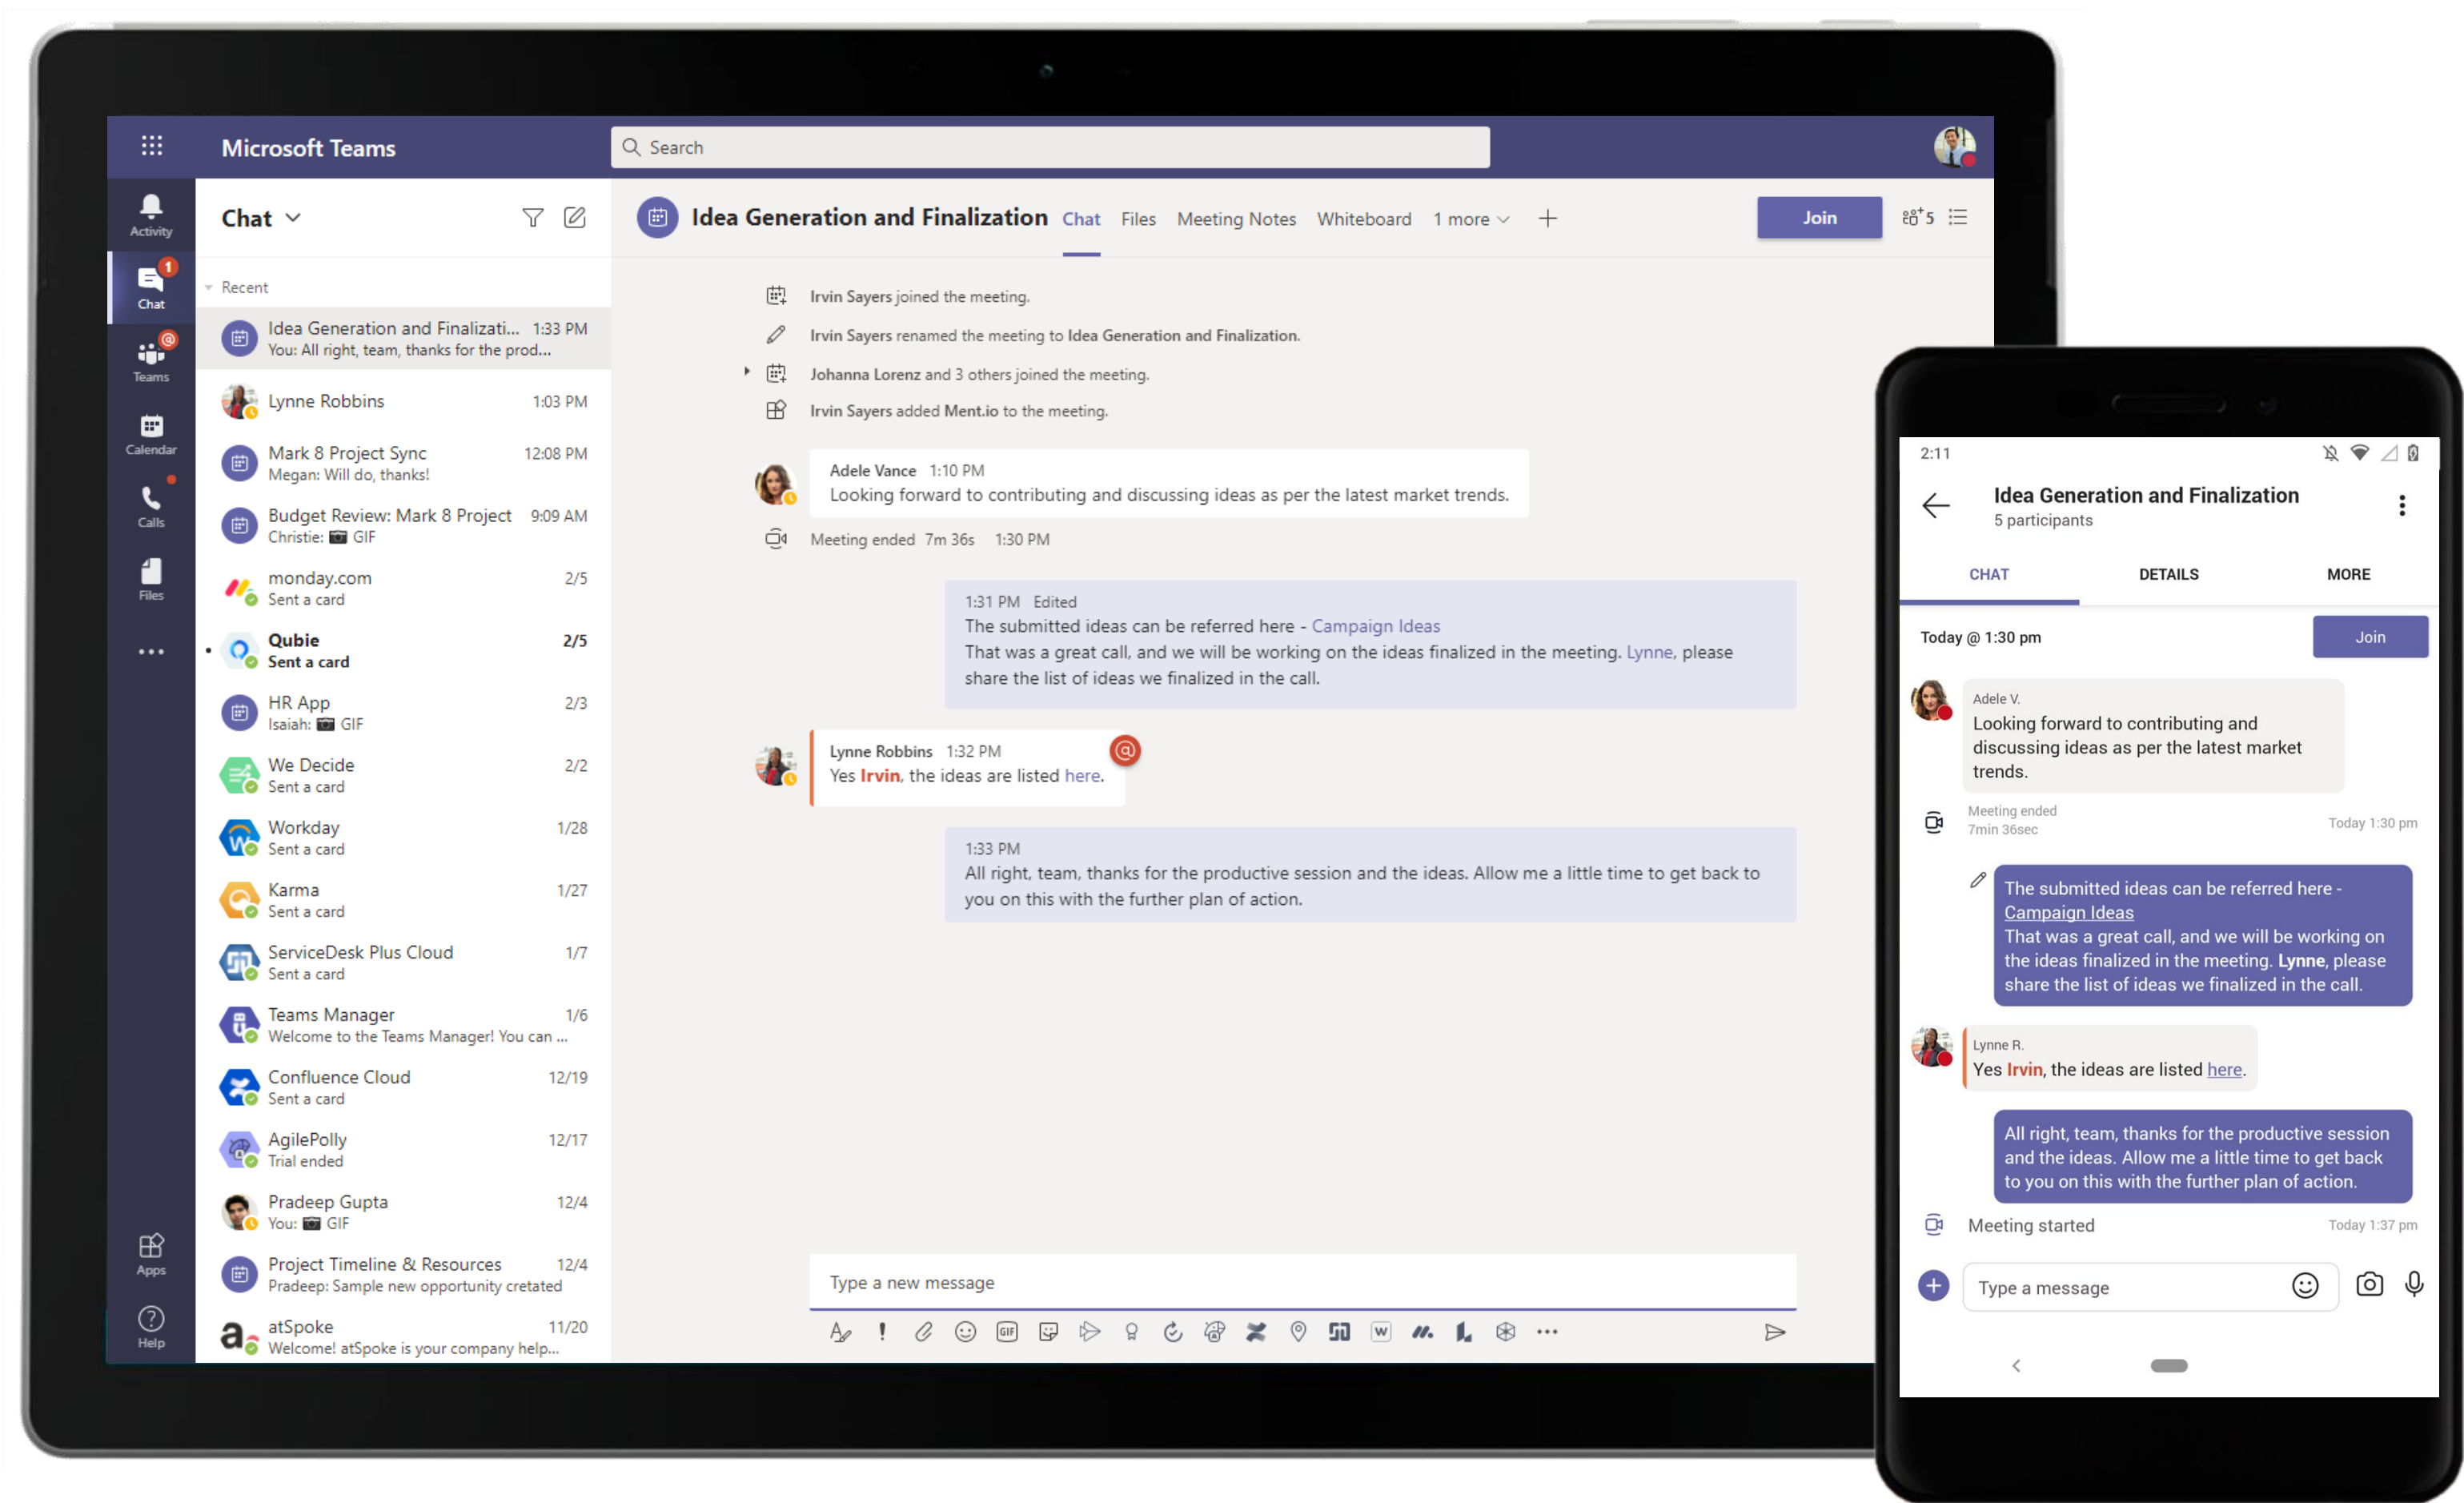 Microsoft Teams
Search
Activity
1
Chat
@
Teams
Calendar
Calls
Files
Apps
Help
Chat
Recent
Idea Generation and Finalizati... 1:33 PM
You: All right, team, thanks for the prod...
Lynne Robbins 1:03 PM
Mark 8 Project Sync 12:08 PM
Megan: Will do, thanks!
Budget Review: Mark 8 Project 9:09 AM
Christie: 📷 GIF
monday.com 2/5
Sent a card
Qubie 2/5
Sent a card
HR App 2/3
Isaiah: 📷 GIF
We Decide 2/2
Sent a card
Workday 1/28
Sent a card
Karma 1/27
Sent a card
ServiceDesk Plus Cloud 1/7
Sent a card
Teams Manager 1/6
Welcome to the Teams Manager! You can ...
Confluence Cloud 12/19
Sent a card
AgilePolly 12/17
Trial ended
Pradeep Gupta 12/4
You: 📷 GIF
Project Timeline & Resources 12/4
Pradeep: Sample new opportunity cretated
atSpoke 11/20
Welcome! atSpoke is your company help...
Idea Generation and Finalization Chat Files Meeting Notes Whiteboard 1 more + Join 5
Irvin Sayers joined the meeting.
Irvin Sayers renamed the meeting to Idea Generation and Finalization.
Johanna Lorenz and 3 others joined the meeting.
Irvin Sayers added Ment.io to the meeting.
Adele Vance 1:10 PM
Looking forward to contributing and discussing ideas as per the latest market trends.
Meeting ended 7m 36s 1:30 PM
1:31 PM Edited
The submitted ideas can be referred here - Campaign Ideas
That was a great call, and we will be working on the ideas finalized in the meeting. Lynne, please
share the list of ideas we finalized in the call.
Lynne Robbins 1:32 PM
@
Yes Irvin, the ideas are listed here.
1:33 PM
All right, team, thanks for the productive session and the ideas. Allow me a little time to get back to
you on this with the further plan of action.
Type a new message
GIF
W
2:11
Idea Generation and Finalization
5 participants
CHAT DETAILS MORE
Today @ 1:30 pm Join
Adele V.
Looking forward to contributing and
discussing ideas as per the latest market
trends.
Meeting ended
7min 36sec Today 1:30 pm
The submitted ideas can be referred here -
Campaign Ideas
That was a great call, and we will be working on
the ideas finalized in the meeting. Lynne, please
share the list of ideas we finalized in the call.
Lynne R.
Yes Irvin, the ideas are listed here.
All right, team, thanks for the productive session
and the ideas. Allow me a little time to get back
to you on this with the further plan of action.
Meeting started Today 1:37 pm
Type a message